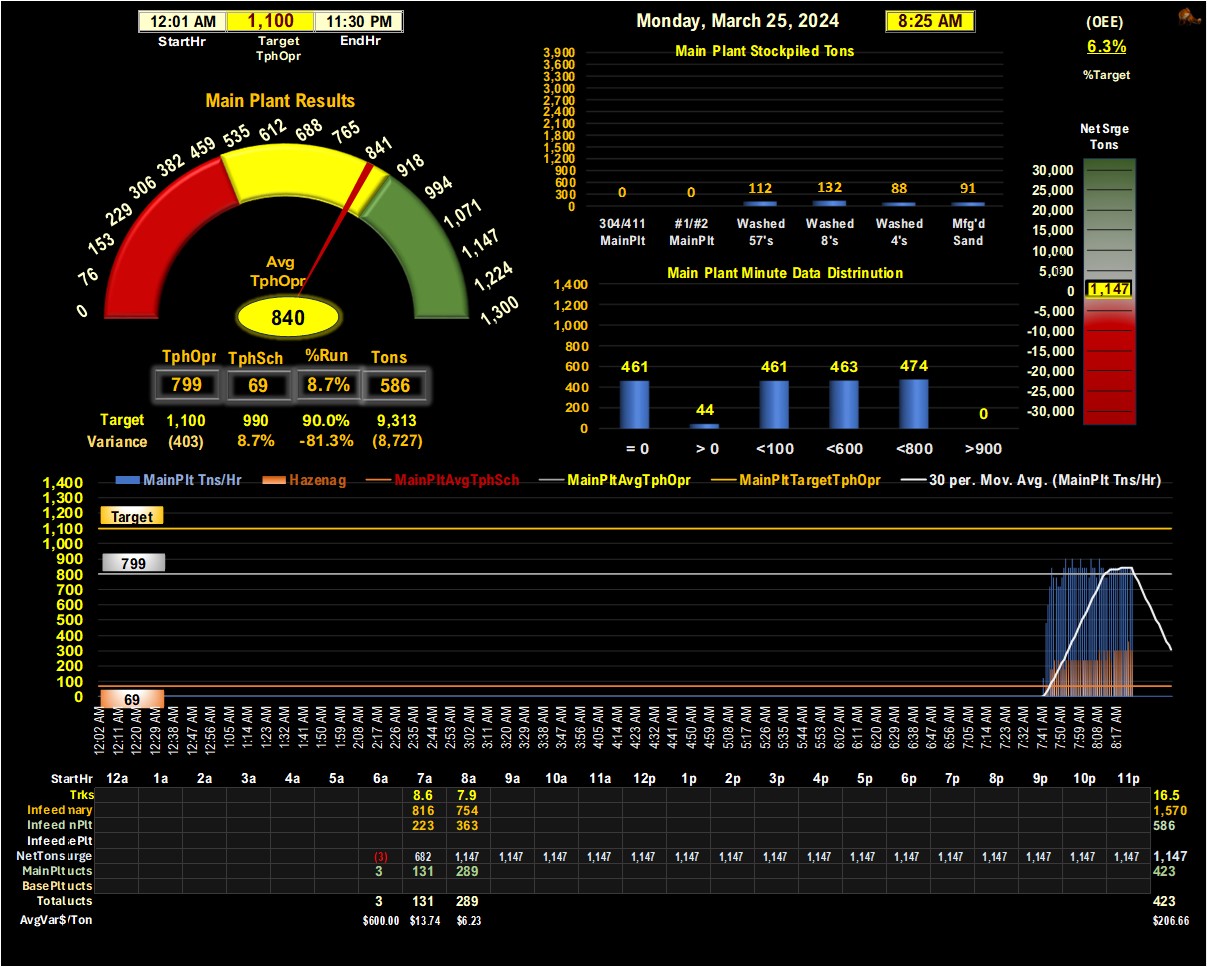 12:01 AM 1,100 11:30 PM
StartHr Target TphOpr EndHr
Monday, March 25, 2024 8:25 AM
(OEE)
6.3%
%Target
Main Plant Results
0 76 153 229 306 382 459 535 612 688 765 841 918 994 1,071 1,147 1,224 1,300
Avg
TphOpr
840
TphOpr TphSch %Run Tons
799 69 8.7% 586
Target 1,100 990 90.0% 9,313
Variance (403) 8.7% -81.3% (8,727)
Main Plant Stockpiled Tons
3,900
3,600
3,300
3,000
2,700
2,400
2,100
1,800
1,500
1,200
900
600
300
0
0 0 112 132 88 91
304/411 #1/#2 Washed Washed Washed Mfg'd
MainPlt MainPlt 57's 8's 4's Sand
Main Plant Minute Data Distrinution
1,400
1,200
1,000
800
600
400
200
0
461 44 461 463 474 0
= 0 > 0 <100 <600 <800 >900
Net Srge
Tons
30,000
25,000
20,000
15,000
10,000
5,000
0
-5,000
-10,000
-15,000
-20,000
-25,000
-30,000
1,147
MainPlt Tns/Hr Hazenag MainPltAvgTphSch MainPltAvgTphOpr MainPltTargetTphOpr 30 per. Mov. Avg. (MainPlt Tns/Hr)
1,400
1,300
1,200
1,100
1,000
900
800
700
600
500
400
300
200
100
0
Target
799
69
12:02 AM 12:11 AM 12:20 AM 12:29 AM 12:38 AM 12:47 AM 12:56 AM 1:05 AM 1:14 AM 1:23 AM 1:32 AM 1:41 AM 1:50 AM 1:59 AM 2:08 AM 2:17 AM 2:26 AM 2:35 AM 2:44 AM 2:53 AM 3:02 AM 3:11 AM 3:20 AM 3:29 AM 3:38 AM 3:47 AM 3:56 AM 4:05 AM 4:14 AM 4:23 AM 4:32 AM 4:41 AM 4:50 AM 4:59 AM 5:08 AM 5:17 AM 5:26 AM 5:35 AM 5:44 AM 5:53 AM 6:02 AM 6:11 AM 6:20 AM 6:29 AM 6:38 AM 6:47 AM 6:56 AM 7:05 AM 7:14 AM 7:23 AM 7:32 AM 7:41 AM 7:50 AM 7:59 AM 8:08 AM 8:17 AM
StartHr 12a 1a 2a 3a 4a 5a 6a 7a 8a 9a 10a 11a 12p 1p 2p 3p 4p 5p 6p 7p 8p 9p 10p 11p
Trks 8.6 7.9 16.5
Infeed nary 816 754 1,570
Infeed nPlt 223 363 586
Infeed ePlt
NetTons urge (3) 682 1,147 1,147 1,147 1,147 1,147 1,147 1,147 1,147 1,147 1,147 1,147 1,147 1,147 1,147 1,147 1,147 1,147
MainPlt ucts 3 131 289 423
BasePlt ucts
Total ucts 3 131 289 423
AvgVar$/Ton $600.00 $13.74 $6.23 $206.66